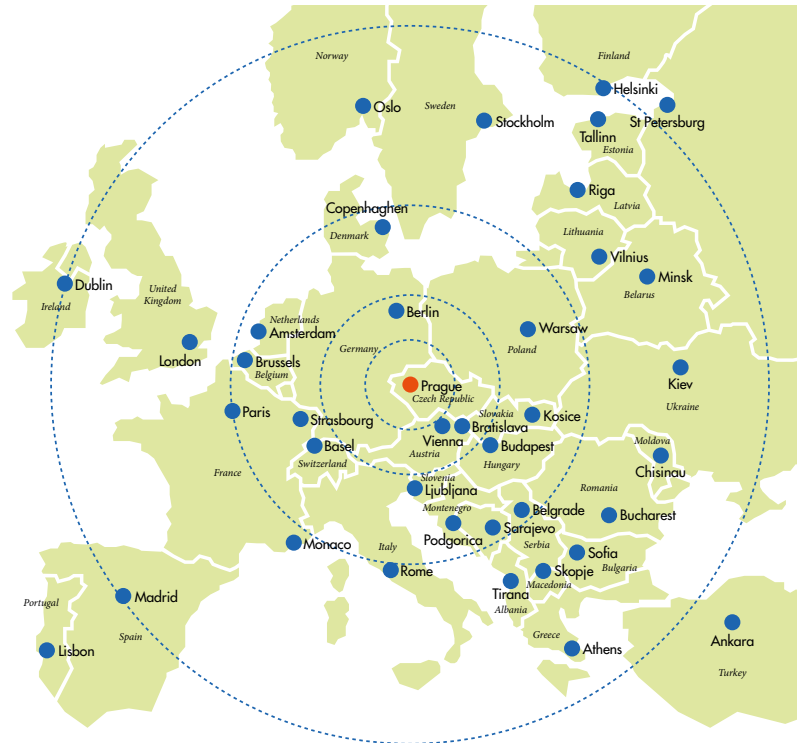 Norway
Finland
Helsinki
Oslo
Sweden
St Petersburg
Stockholm
Tallinn
Estonia
Riga
Latvia
Copenhaghen
Denmark
Lithuania
Vilnius
Minsk
Belarus
Dublin
Ireland
United
Kingdom
Netherlands
Amsterdam
Berlin
Warsaw
London
Germany
Poland
Brussels
Belgium
Kiev
Ukraine
Prague
Czech Republic
Paris
Strasbourg
Slovakia
Kosice
Vienna
Bratislava
Basel
Switzerland
Austria
Budapest
Hungary
Moldova
Chisinau
France
Slovenia
Ljubljana
Romania
Montenegro
Podgorica
Belgrade
Sarajevo
Serbia
Bucharest
Monaco
Italy
Sofia
Bulgaria
Rome
Skopje
Macedonia
Tirana
Albania
Portugal
Madrid
Spain
Lisbon
Greece
Athens
Ankara
Turkey